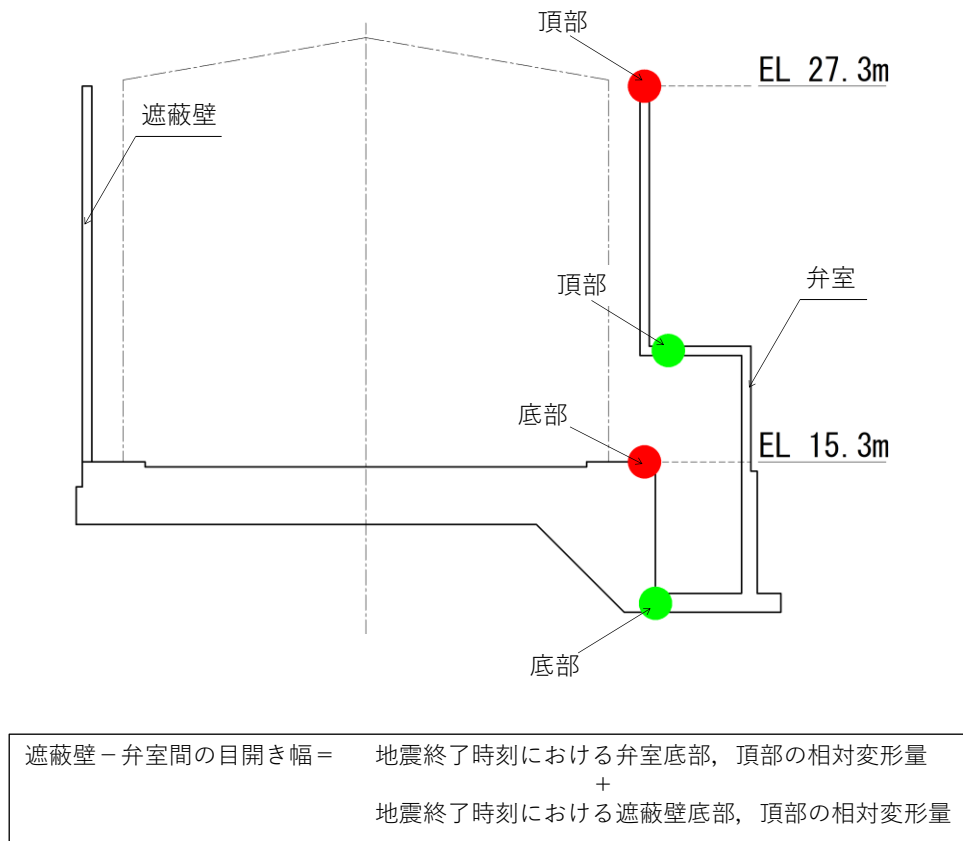 頂部
EL 27.3m
遮蔽壁
頂部
弁室
底部
EL 15.3m
底部
遮蔽壁－弁室間の目開き幅＝ 地震終了時刻における弁室底部，頂部の相対変形量
+
地震終了時刻における遮蔽壁底部，頂部の相対変形量